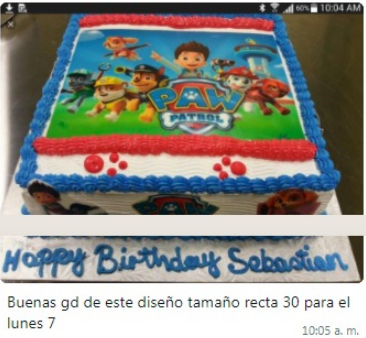 60% 10:04 AM
PAW
PATROL
Happy Birthday Sebastian
Buenas gd de este diseño tamaño recta 30 para el
lunes 7
10:05 a. m.